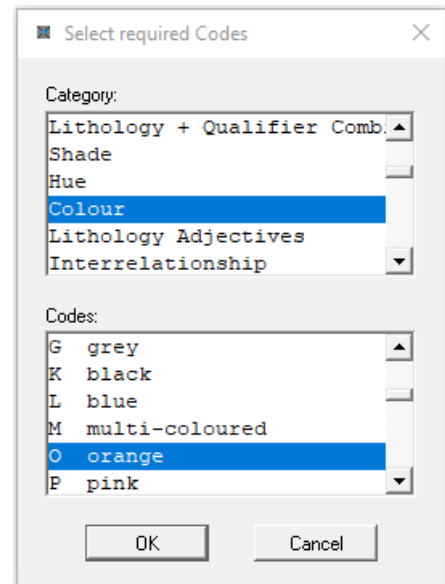 Select required Codes
Category:
Lithology + Qualifier Comb
Shade
Hue
Colour
Lithology Adjectives
Interrelationship
Codes:
G grey
K black
L blue
M multi-coloured
O orange
P pink
OK Cancel